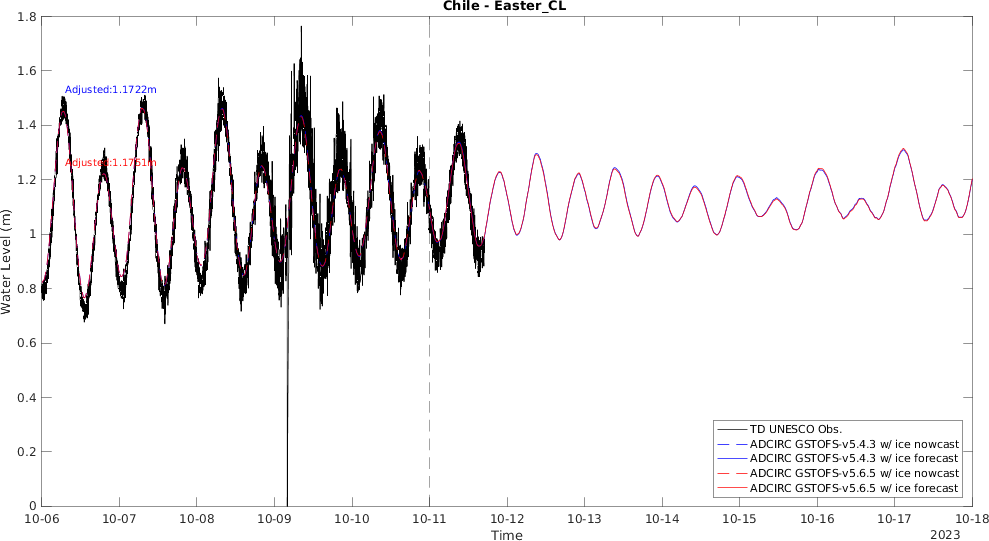 Chile - Easter_CL
1.8
1.6
1.4
1.2
1
0.8
0.6
0.4
0.2
0
Water Level (m)
Adjusted:1.1722m
Adjusted:1.1751m
TD UNESCO Obs.
ADCIRC GSTOFS-v5.4.3 w/ ice nowcast
ADCIRC GSTOFS-v5.4.3 w/ ice forecast
ADCIRC GSTOFS-v5.6.5 w/ ice nowcast
ADCIRC GSTOFS-v5.6.5 w/ ice forecast
10-06 10-07 10-08 10-09 10-10 10-11 10-12 10-13 10-14 10-15 10-16 10-17 10-18
Time
2023